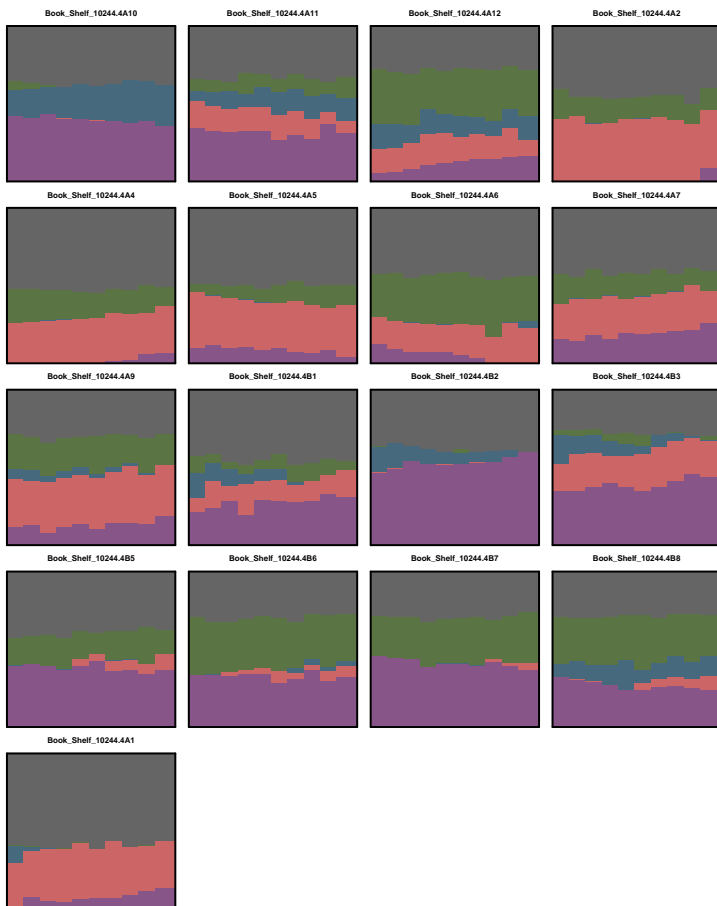 Book_Shelf_10244.4A10
Book_Shelf_10244.4A11
Book_Shelf_10244.4A12
Book_Shelf_10244.4A2
Book_Shelf_10244.4A4
Book_Shelf_10244.4A5
Book_Shelf_10244.4A6
Book_Shelf_10244.4A7
Book_Shelf_10244.4A9
Book_Shelf_10244.4B1
Book_Shelf_10244.4B2
Book_Shelf_10244.4B3
Book_Shelf_10244.4B5
Book_Shelf_10244.4B6
Book_Shelf_10244.4B7
Book_Shelf_10244.4B8
Book_Shelf_10244.4A1